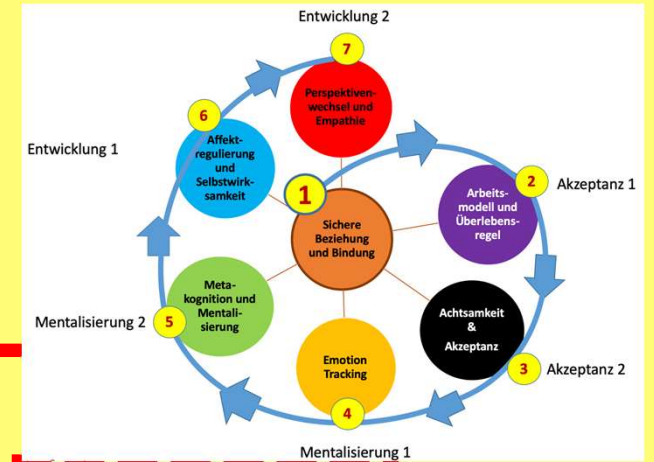 Entwicklung 2
7
Perspektiven-
wechsel und
Empathie
6
Affekt-
regulierung
und
Selbstwirk-
samkeit
Entwicklung 1
1
Sichere
Beziehung
und Bindung
2
Akzeptanz 1
Arbeits-
modell und
Überlebens-
regel
Meta-
kognition und
Mentali-
sierung
Mentalisierung 2
5
Achtsamkeit
&
Akzeptanz
3
Akzeptanz 2
Emotion
Tracking
4
Mentalisierung 1